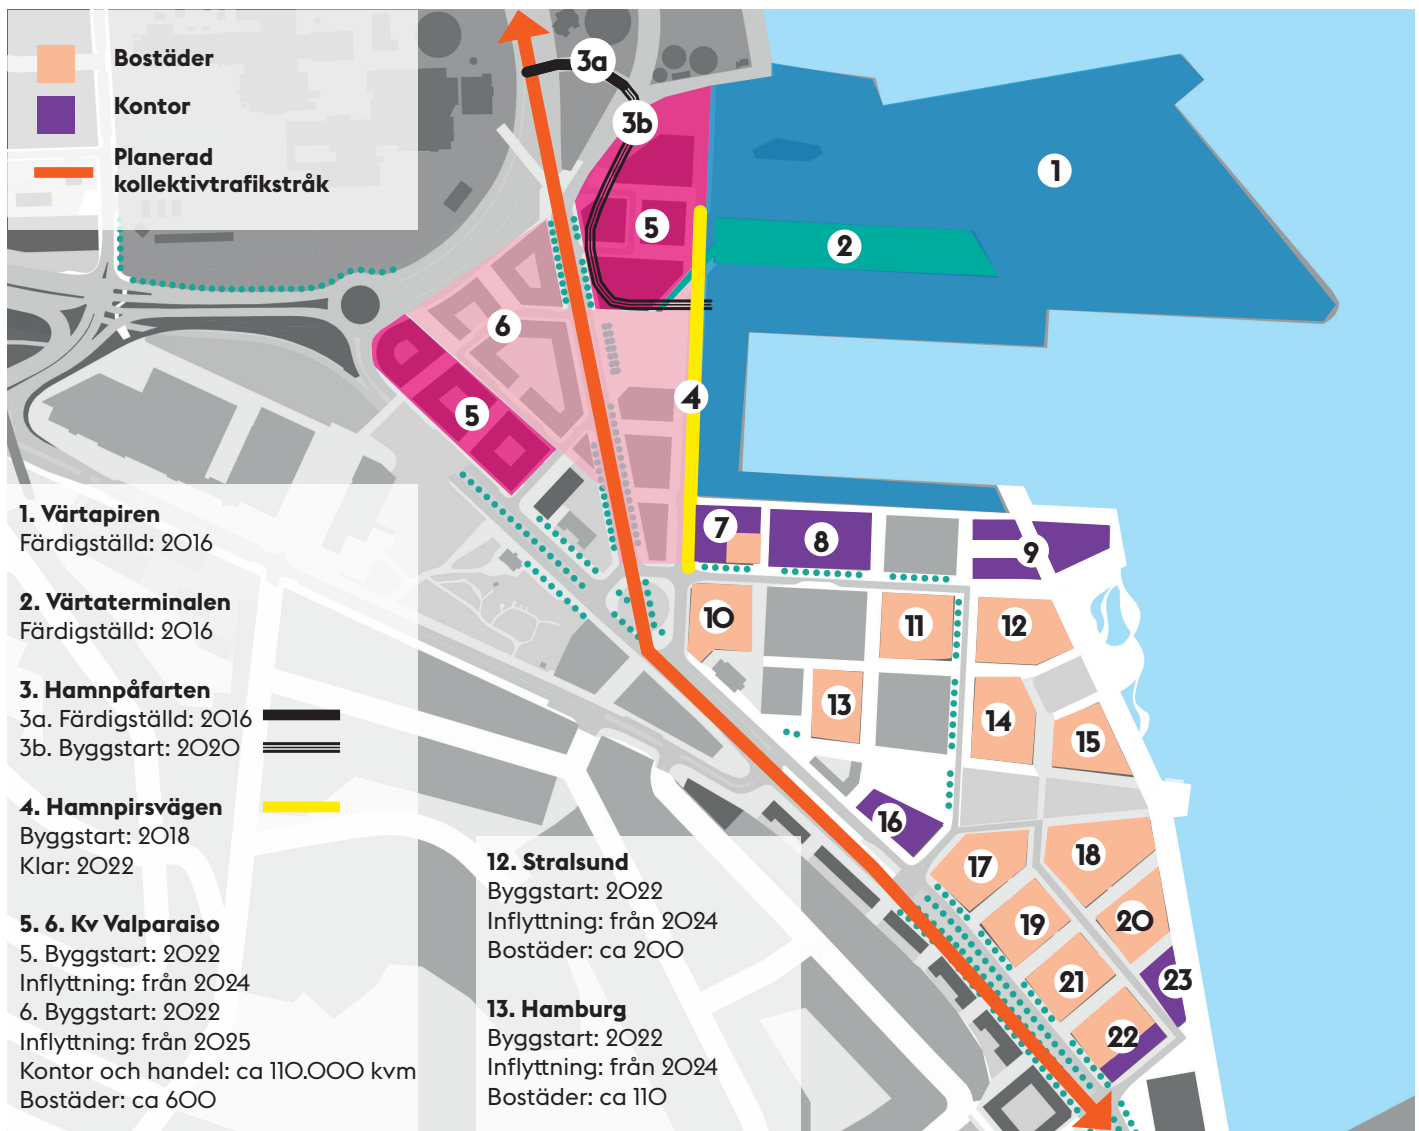 Bostäder
Kontor
Planerad
kollektivtrafikstråk
1. Värtapiren
Färdigställd: 2016
2. Värtaterminalen
Färdigställd: 2016
3. Hamnpåfarten
3a. Färdigställd: 2016
3b. Byggstart: 2020
4. Hamnpirsvägen
Byggstart: 2018
Klar: 2022
5. 6. Kv Valparaiso
5. Byggstart: 2022
Inflyttning: från 2024
6. Byggstart: 2022
Inflyttning: från 2025
Kontor och handel: ca 110.000 kvm
Bostäder: ca 600
12. Stralsund
Byggstart: 2022
Inflyttning: från 2024
Bostäder: ca 200
13. Hamburg
Byggstart: 2022
Inflyttning: från 2024
Bostäder: ca 110
3a
3b
1
5
2
6
4
5
7
8
9
10
11
12
13
14
15
16
17
18
19
20
21
23
22